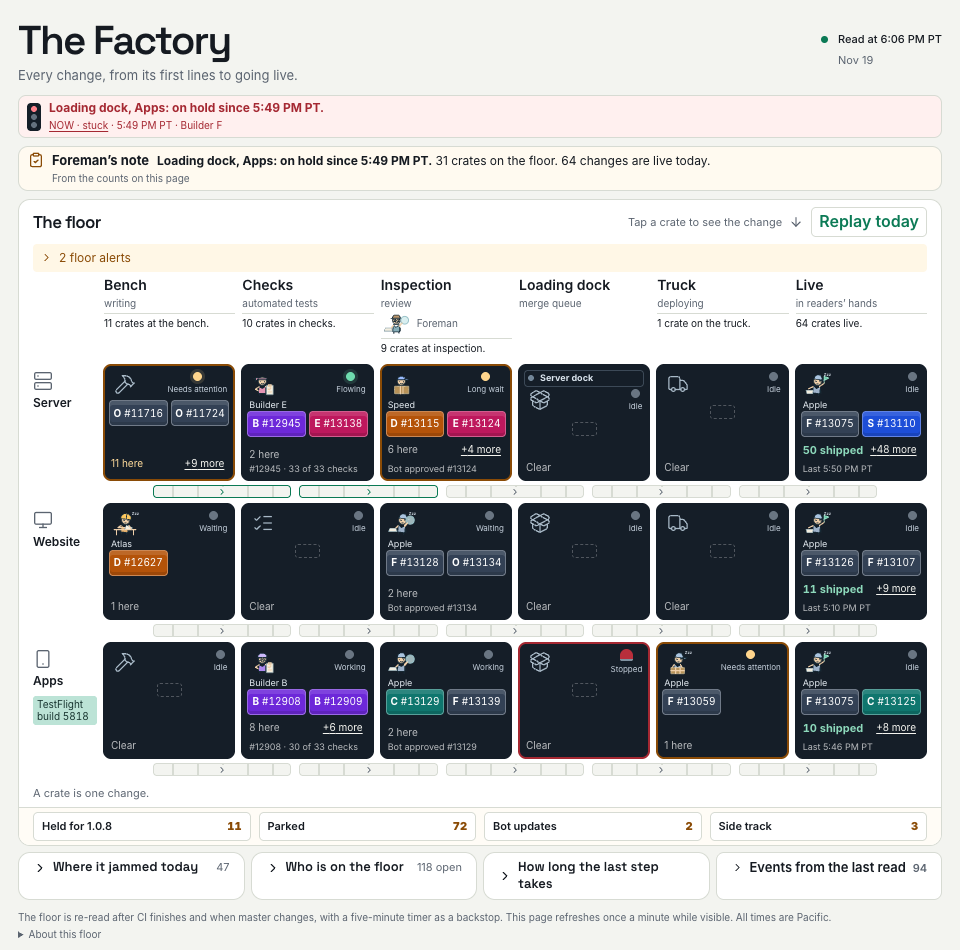 The Factory
Every change, from its first lines to going live.
Read at 6:06 PM PT
Nov 19
Loading dock, Apps: on hold since 5:49 PM PT.
NOW · stuck · 5:49 PM PT · Builder F
Foreman's note Loading dock, Apps: on hold since 5:49 PM PT. 31 crates on the floor. 64 changes are live today.
From the counts on this page
The floor
Tap a crate to see the change ↓
Replay today
2 floor alerts
Bench
writing
11 crates at the bench.
Checks
automated tests
10 crates in checks.
Inspection
review
Foreman
9 crates at inspection.
Loading dock
merge queue
Truck
deploying
1 crate on the truck.
Live
in readers' hands
64 crates live.
Server
Needs attention
O #11716
O #11724
11 here
+9 more
Flowing
Builder E
B #12945
E #13138
2 here
#12945 · 33 of 33 checks
Long wait
Speed
D #13115
E #13124
6 here
+4 more
Bot approved #13124
Server dock
Idle
Clear
Idle
Clear
zzz
Idle
Apple
F #13075
S #13110
50 shipped
+48 more
Last 5:50 PM PT
Website
zzz
Waiting
Atlas
D #12627
1 here
Idle
Clear
zzz
Waiting
Apple
F #13128
O #13134
2 here
Bot approved #13134
Idle
Clear
Idle
Clear
zzz
Idle
Apple
F #13126
F #13107
11 shipped
+9 more
Last 5:10 PM PT
Apps
TestFlight
build 5818
Idle
Clear
Working
Builder B
B #12908
B #12909
8 here
+6 more
#12908 · 30 of 33 checks
zzz
Working
Apple
C #13129
F #13139
2 here
Bot approved #13129
Stopped
Clear
zzz
Needs attention
Apple
F #13059
1 here
zzz
Idle
Apple
F #13075
C #13125
10 shipped
+8 more
Last 5:46 PM PT
A crate is one change.
Held for 1.0.8 11
Parked 72
Bot updates 2
Side track 3
Where it jammed today 47
Who is on the floor 118 open
How long the last step
takes
Events from the last read 94
The floor is re-read after CI finishes and when master changes, with a five-minute timer as a backstop. This page refreshes once a minute while visible. All times are Pacific.
About this floor